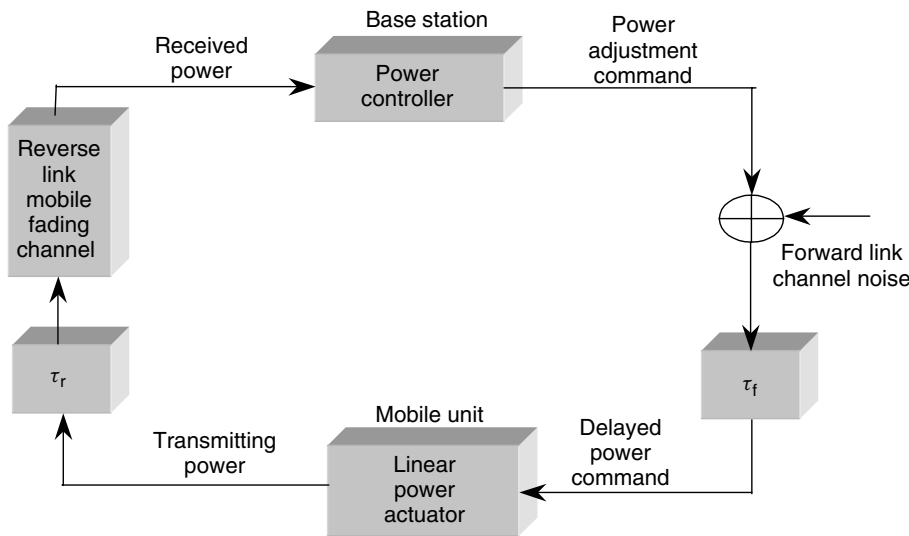 Base station
Received
power
Power
controller
Power
adjustment
command
Reverse
link
mobile
fading
channel
Forward link
channel noise
τr
τf
Mobile unit
Transmitting
power
Linear
power
actuator
Delayed
power
command